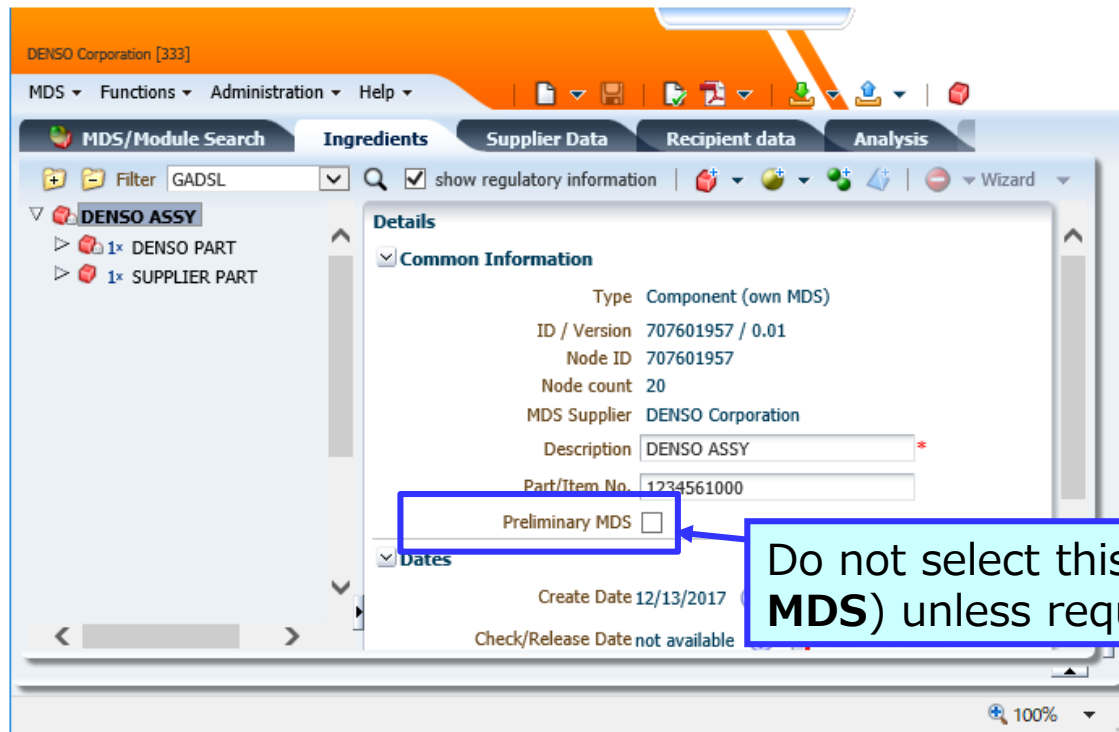 DENSO Corporation [333]
MDS Functions Administration Help
MDS/Module Search Ingredients Supplier Data Recipient data Analysis
Filter GADSL show regulatory information Wizard
DENSO ASSY
1x DENSO PART
1x SUPPLIER PART
Details
Common Information
Type Component (own MDS)
ID / Version 707601957 / 0.01
Node ID 707601957
Node count 20
MDS Supplier DENSO Corporation
Description DENSO ASSY *
Part/Item No. 1234561000
Preliminary MDS
Do not select this
MDS) unless requ
Dates
Create Date 12/13/2017
Check/Release Date not available
100%